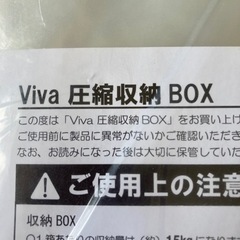 Viva 圧縮収納 BOX
この度は「Viva 圧縮収納BOX」をお買い上げ
ご使用前に製品に異常がないかご確認いただき
なお、お読みになった後は大切に保管していた
ご使用上の注意
収納 BOX